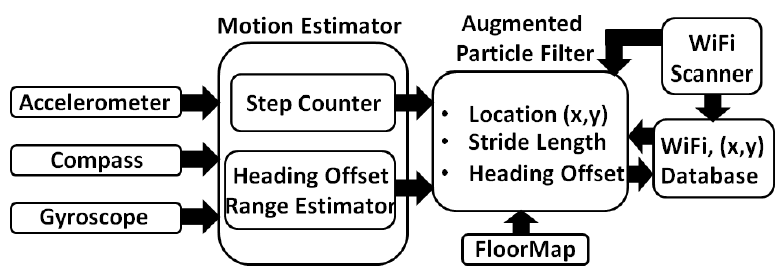 Motion Estimator
Augmented
Particle Filter
WiFi
Scanner
Accelerometer
Compass
Gyroscope
Step Counter
Heading Offset
Range Estimator
• Location (x,y)
• Stride Length
• Heading Offset
WiFi, (x,y)
Database
FloorMap